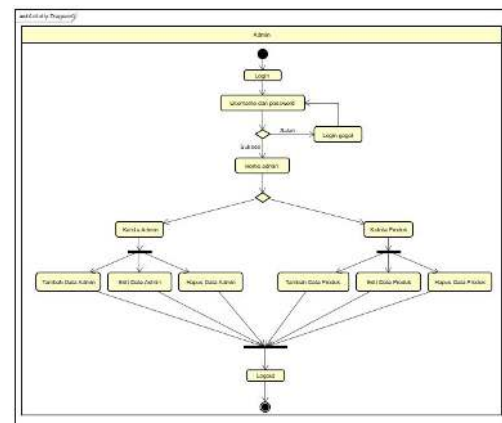 Admin
Login
Username dan password
Salah
Login gagal
Sukses
Home admin
Kelola Admin
Kelola Produk
Tambah Data Admin
Edit Data Admin
Hapus Data Admin
Tambah Data Produk
Edit Data Produk
Hapus Data Produk
Logout